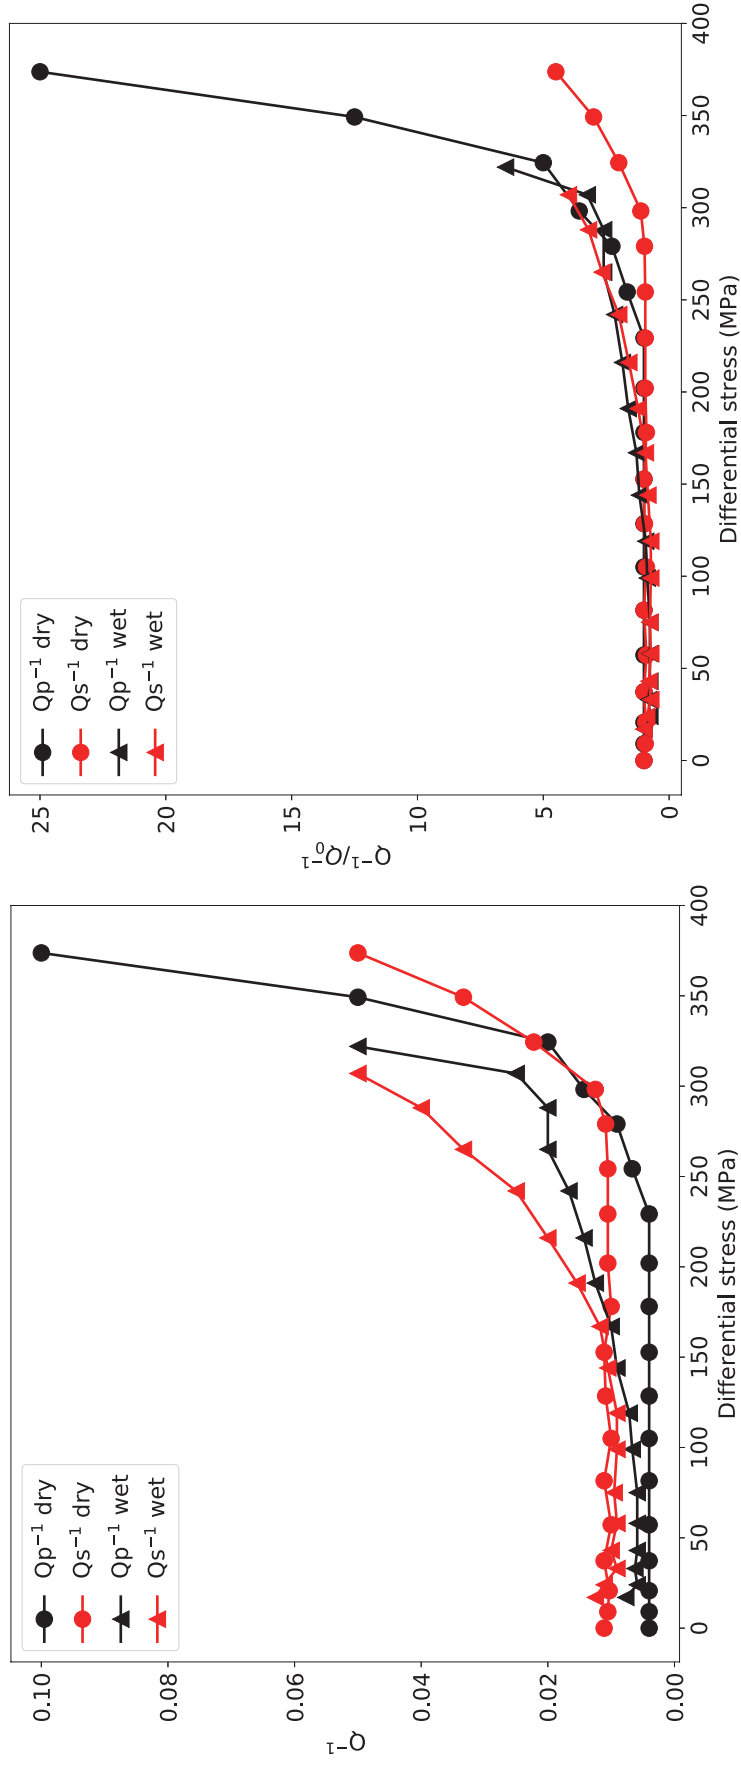 Q⁻¹
0.10
0.08
0.06
0.04
0.02
0.00
0
50
100
150
200
250
300
350
400
Differential stress (MPa)
Qp⁻¹ dry
Qs⁻¹ dry
Qp⁻¹ wet
Qs⁻¹ wet
Q⁻¹/Q₀⁻¹
25
20
15
10
5
0
0
50
100
150
200
250
300
350
400
Differential stress (MPa)
Qp⁻¹ dry
Qs⁻¹ dry
Qp⁻¹ wet
Qs⁻¹ wet